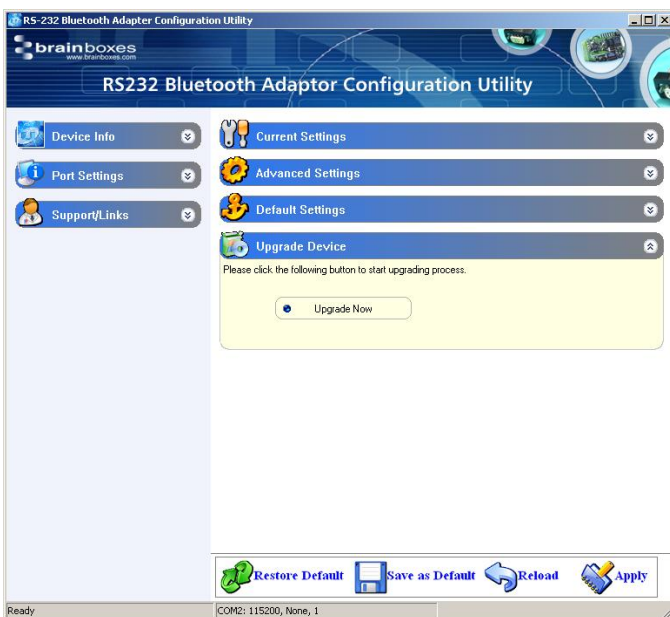 RS-232 Bluetooth Adapter Configuration Utility
brainboxes
www.brainboxes.com
RS232 Bluetooth Adaptor Configuration Utility
Device Info
Port Settings
Support/Links
Current Settings
Advanced Settings
Default Settings
Upgrade Device
Please click the following button to start upgrading process.
Upgrade Now
Restore Default
Save as Default
Reload
Apply
Ready
COM2: 115200, None, 1